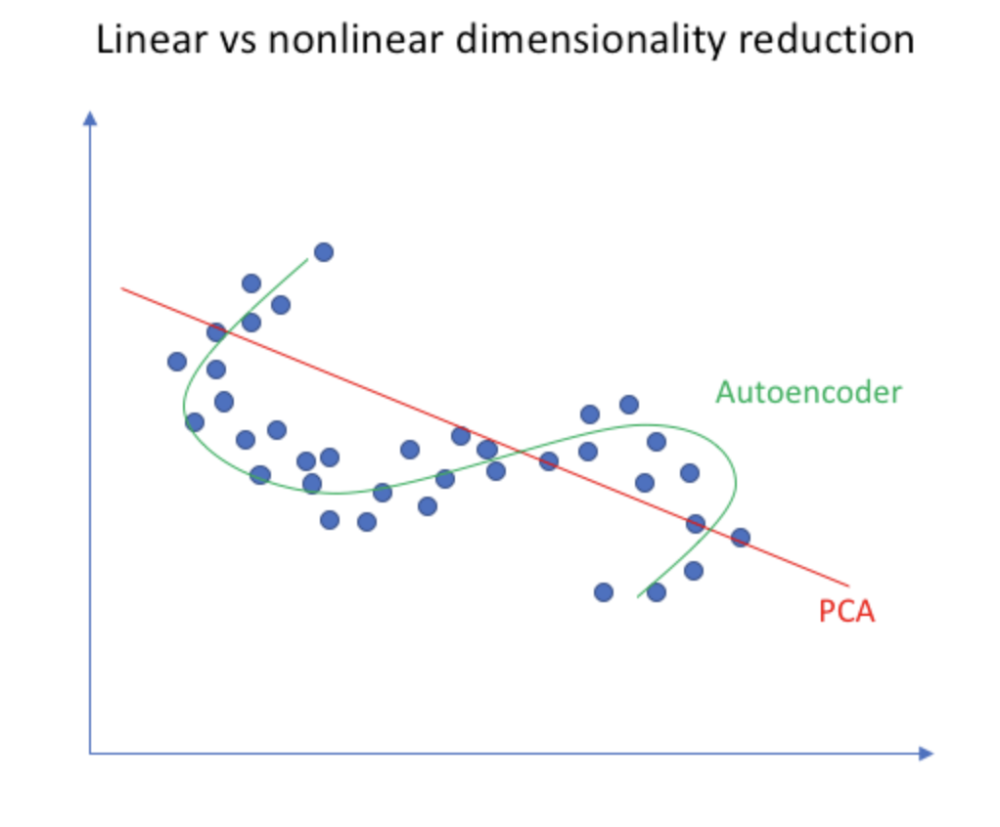 Linear vs nonlinear dimensionality reduction
Autoencoder
PCA